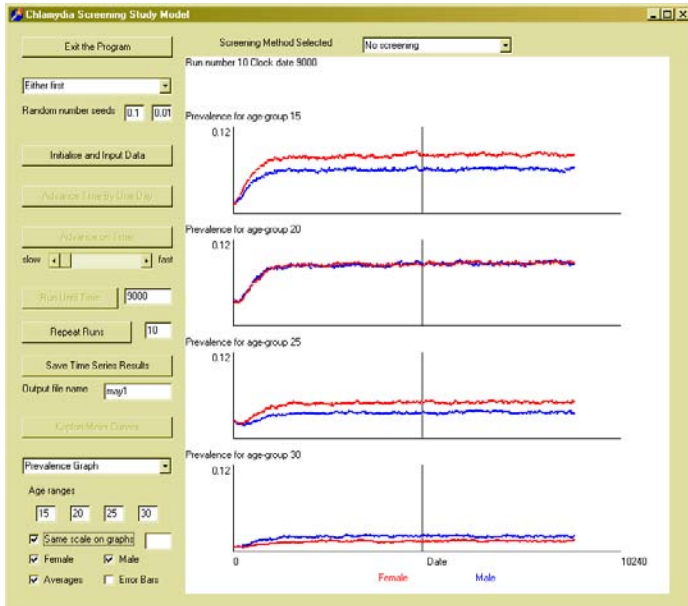 Chlamydia Screening Study Model
Exit the Program
Screening Method Selected
No screening
Run number 10 Clock date 9000
Either first
Random number seeds 0.1 0.01
Prevalence for age-group 15
0.12
Initialise and Input Data
Advance Time By One Day
Advance on Timer
slow fast
Prevalence for age-group 20
0.12
Run Until Time 9000
Repeat Runs 10
Prevalence for age-group 25
0.12
Save Time Series Results
Output file name may1
Kaplan Meier Curves
Prevalence Graph
Prevalence for age-group 30
0.12
Age ranges
15 20 25 30
Same scale on graphs
Female Male
Averages Error Bars
0 Date 10240
Female Male